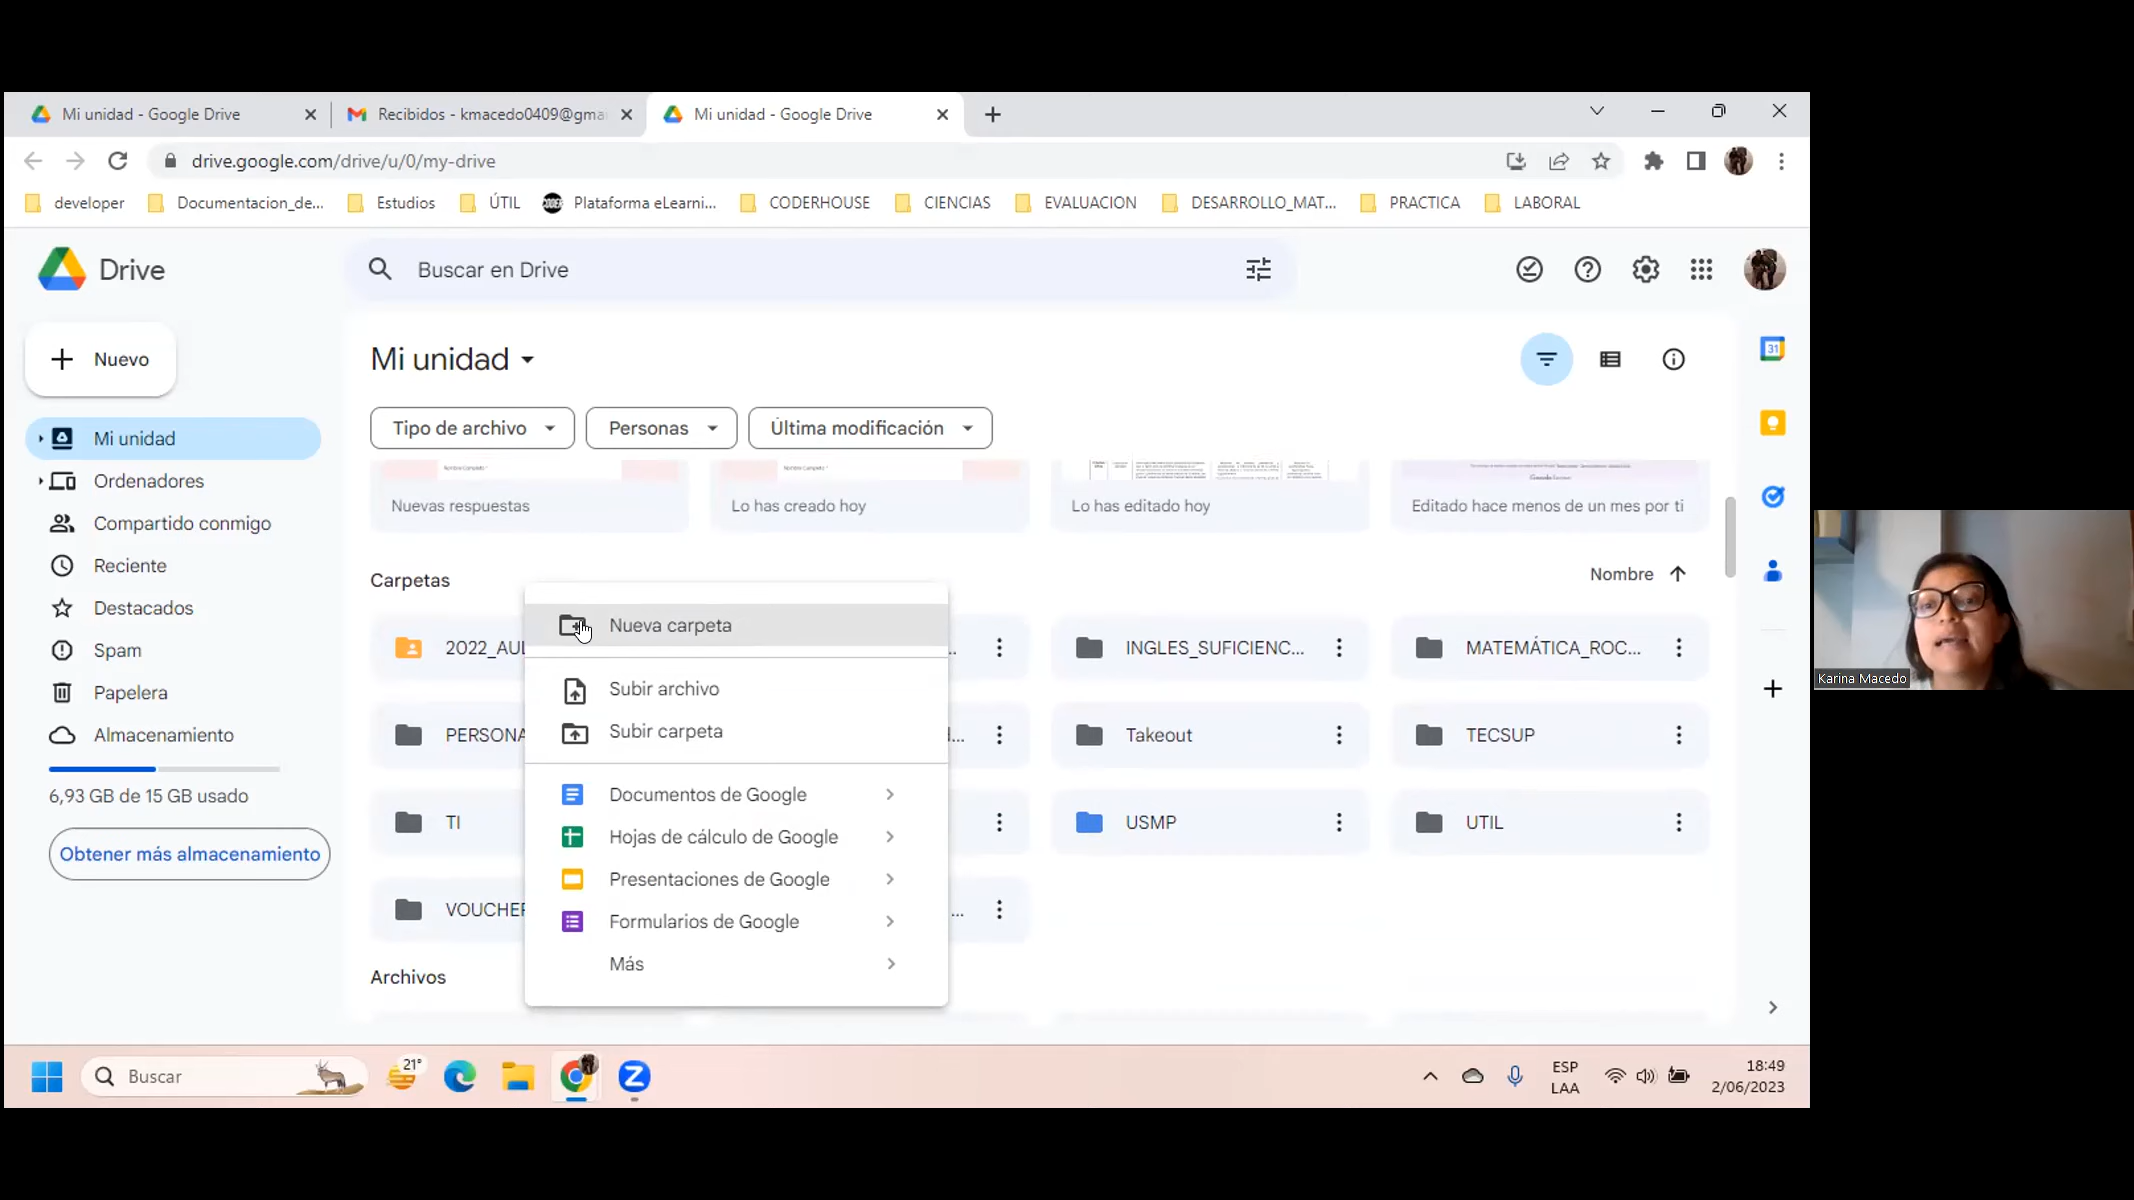 Mi unidad - Google Drive
Recibidos - kmacedo0409@gma
Mi unidad - Google Drive
drive.google.com/drive/u/0/my-drive
developer
Documentacion_de...
Estudios
ÚTIL
Plataforma eLearni...
CODERHOUSE
CIENCIAS
EVALUACION
DESARROLLO_MAT...
PRACTICA
LABORAL
Drive
Buscar en Drive
Nuevo
Mi unidad
Ordenadores
Compartido conmigo
Reciente
Destacados
Spam
Papelera
Almacenamiento
6,93 GB de 15 GB usado
Obtener más almacenamiento
Mi unidad
Tipo de archivo
Personas
Última modificación
Nombre Completo *
Nombre Completo *
Nuevas respuestas
Lo has creado hoy
Lo has editado hoy
Editado hace menos de un mes por ti
Carpetas
Nombre
2022_AUL
...
INGLES_SUFICIENC...
MATEMÁTICA_ROC...
PERSONA
...
Takeout
TECSUP
TI
USMP
UTIL
VOUCHER
...
Archivos
Nueva carpeta
Subir archivo
Subir carpeta
Documentos de Google
Hojas de cálculo de Google
Presentaciones de Google
Formularios de Google
Más
31
Karina Macedo
Buscar
21°
ESP
LAA
18:49
2/06/2023